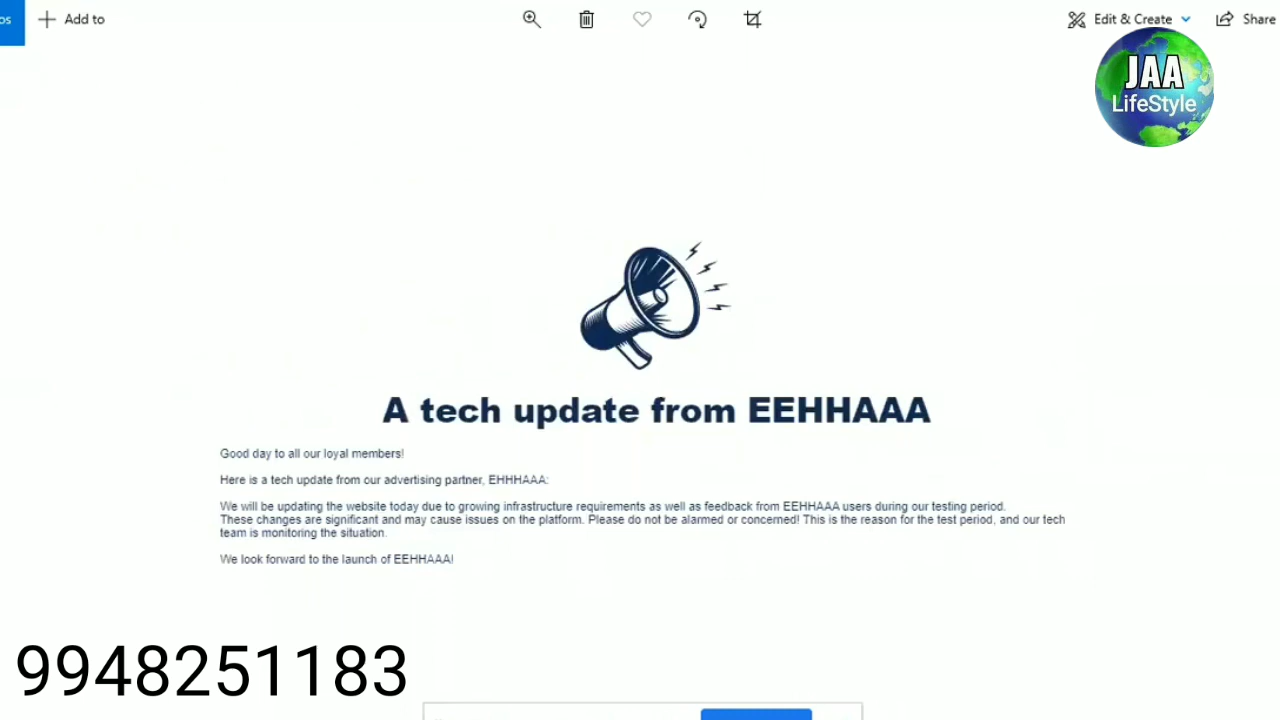 os
Add to
Edit & Create
Share
JAA
LifeStyle
A tech update from EEHHAAA
Good day to all our loyal members!
Here is a tech update from our advertising partner, EHHHAAA:
We will be updating the website today due to growing infrastructure requirements as well as feedback from EEHHAAA users during our testing period.
These changes are significant and may cause issues on the platform. Please do not be alarmed or concerned! This is the reason for the test period, and our tech
team is monitoring the situation.
We look forward to the launch of EEHHAAA!
9948251183